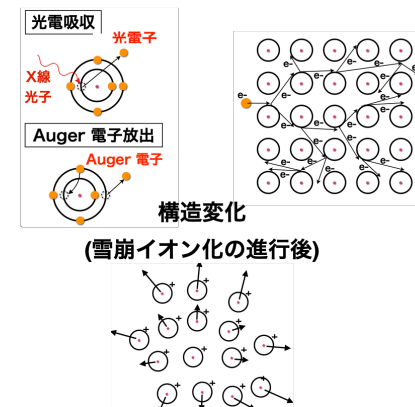 光電吸収
光電子
X線
光子
Auger 電子放出
Auger 電子
e-
e-
e-
e-
e-
e-
e-
e-
e-
e-
e-
e-
e-
e-
構造変化
(雪崩イオン化の進行後)
+
+
+
+
+
+
+
+
+
+
+
+
+
+